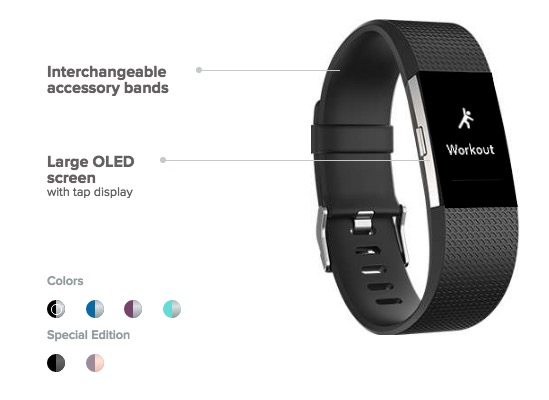 Interchangeable
accessory bands
Large OLED
screen
with tap display
Workout
Colors
Special Edition